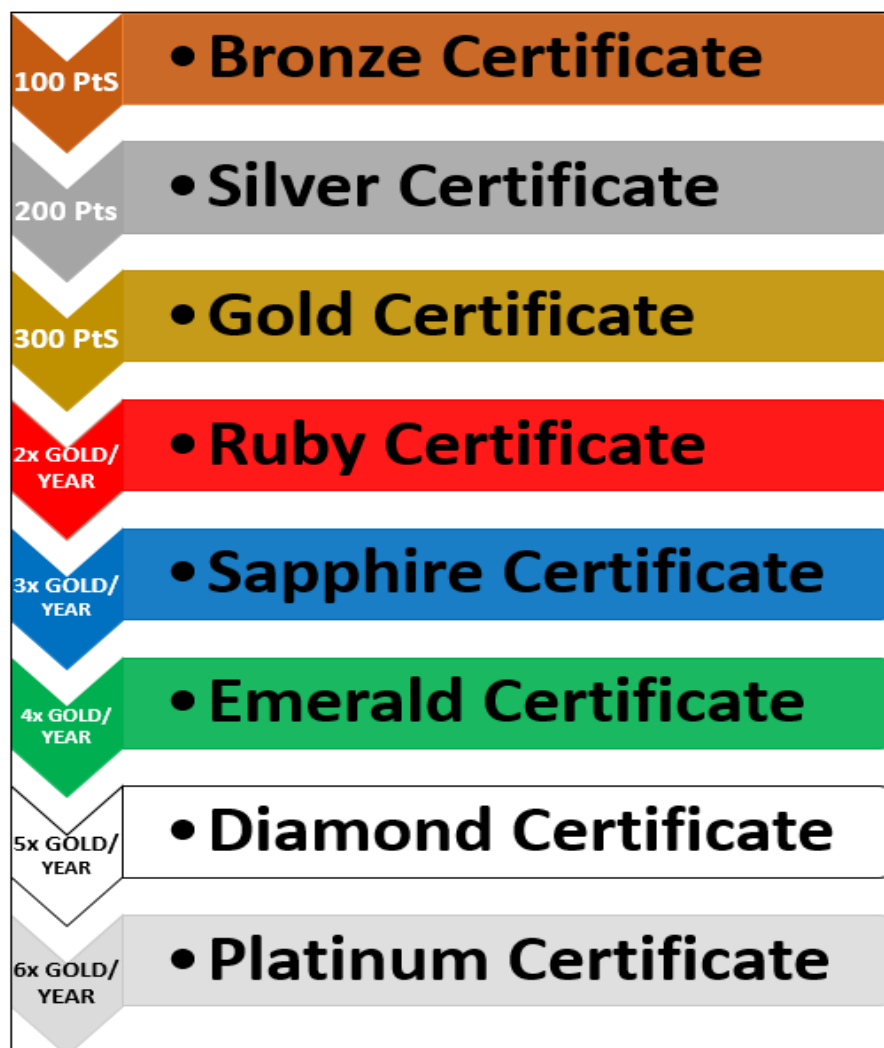 100 PtS
• Bronze Certificate
200 Pts
• Silver Certificate
300 PtS
• Gold Certificate
2x GOLD/
YEAR
• Ruby Certificate
3x GOLD/
YEAR
• Sapphire Certificate
4x GOLD/
YEAR
• Emerald Certificate
5x GOLD/
YEAR
• Diamond Certificate
6x GOLD/
YEAR
• Platinum Certificate